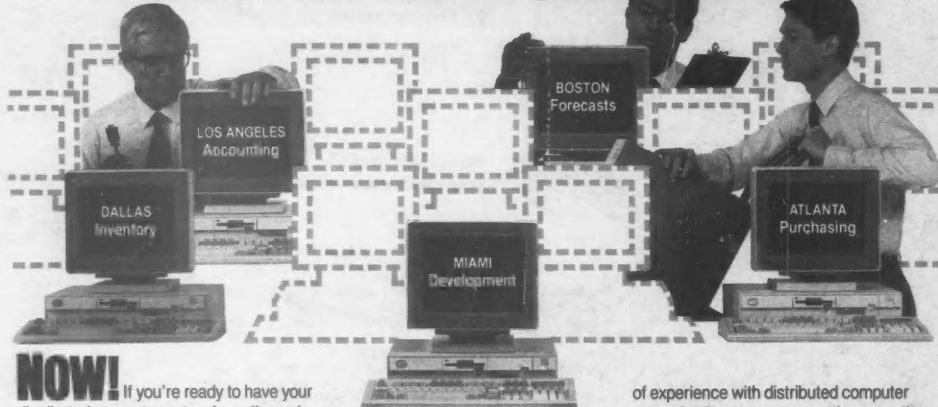 BOSTON
Forecasts
LOS ANGELES
Accounting
DALLAS
Inventory
ATLANTA
Purchasing
MIAMI
Development
NOW! If you're ready to have your
of experience with distributed computer